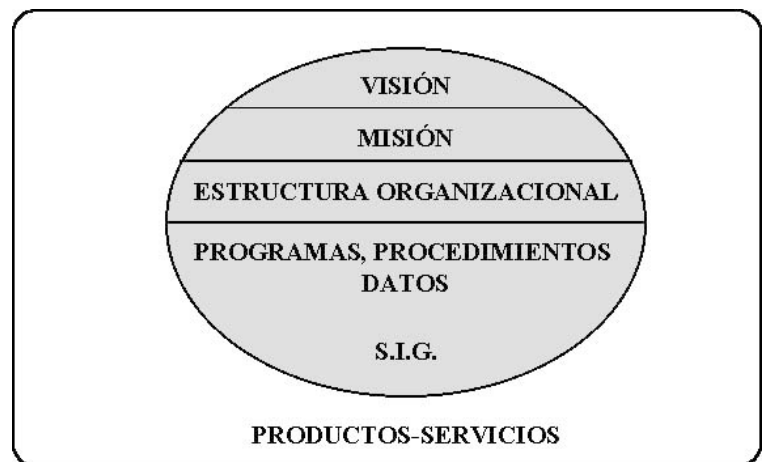 VISIÓN
MISIÓN
ESTRUCTURA ORGANIZACIONAL
PROGRAMAS, PROCEDIMIENTOS
DATOS
S.I.G.
PRODUCTOS-SERVICIOS